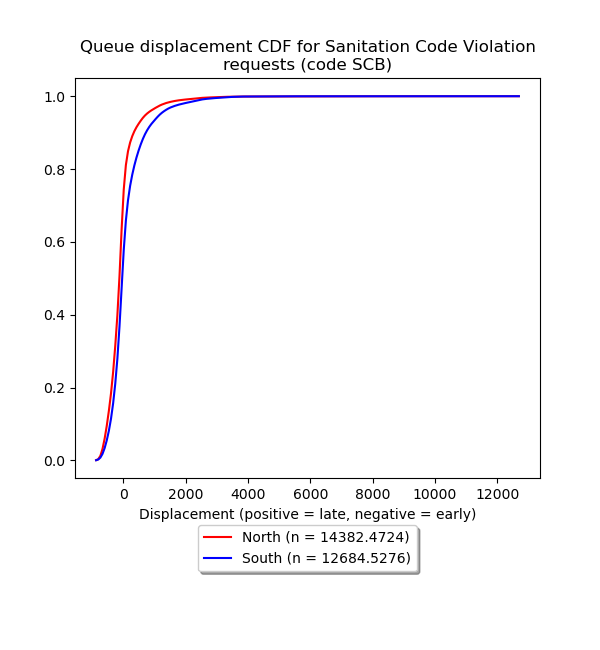 Queue displacement CDF for Sanitation Code Violation
requests (code SCB)
1.0
0.8
0.6
0.4
0.2
0.0
0 2000 4000 6000 8000 10000 12000
Displacement (positive = late, negative = early)
North (n = 14382.4724)
South (n = 12684.5276)